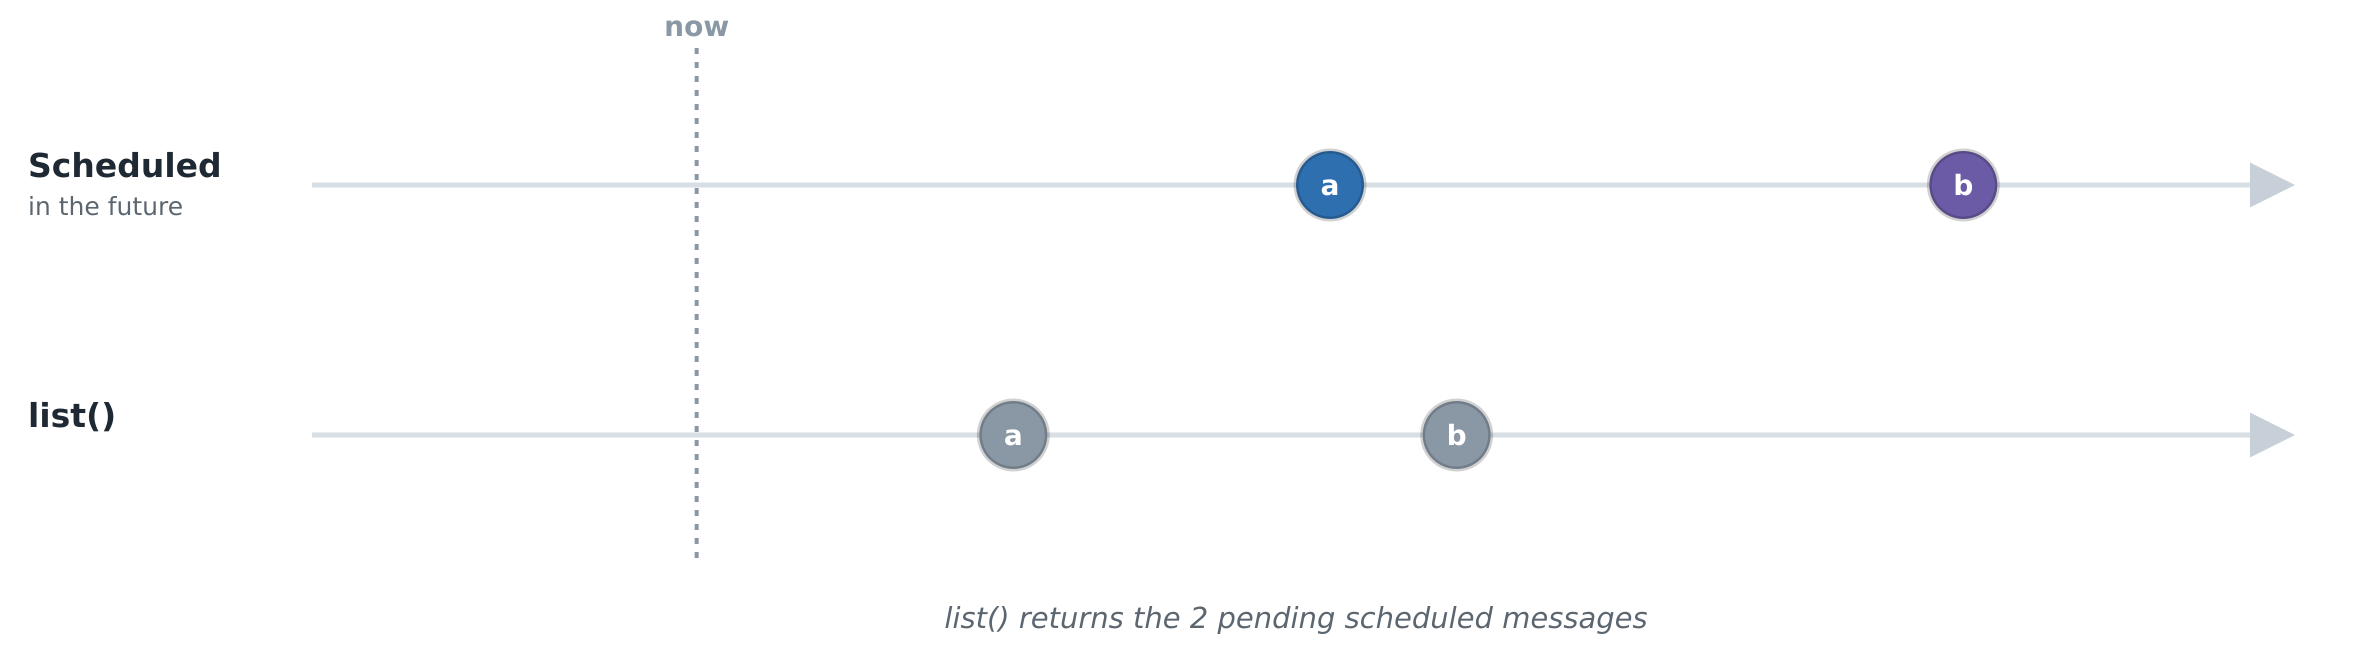 now
Scheduled
in the future
a
b
list()
a
b
list() returns the 2 pending scheduled messages